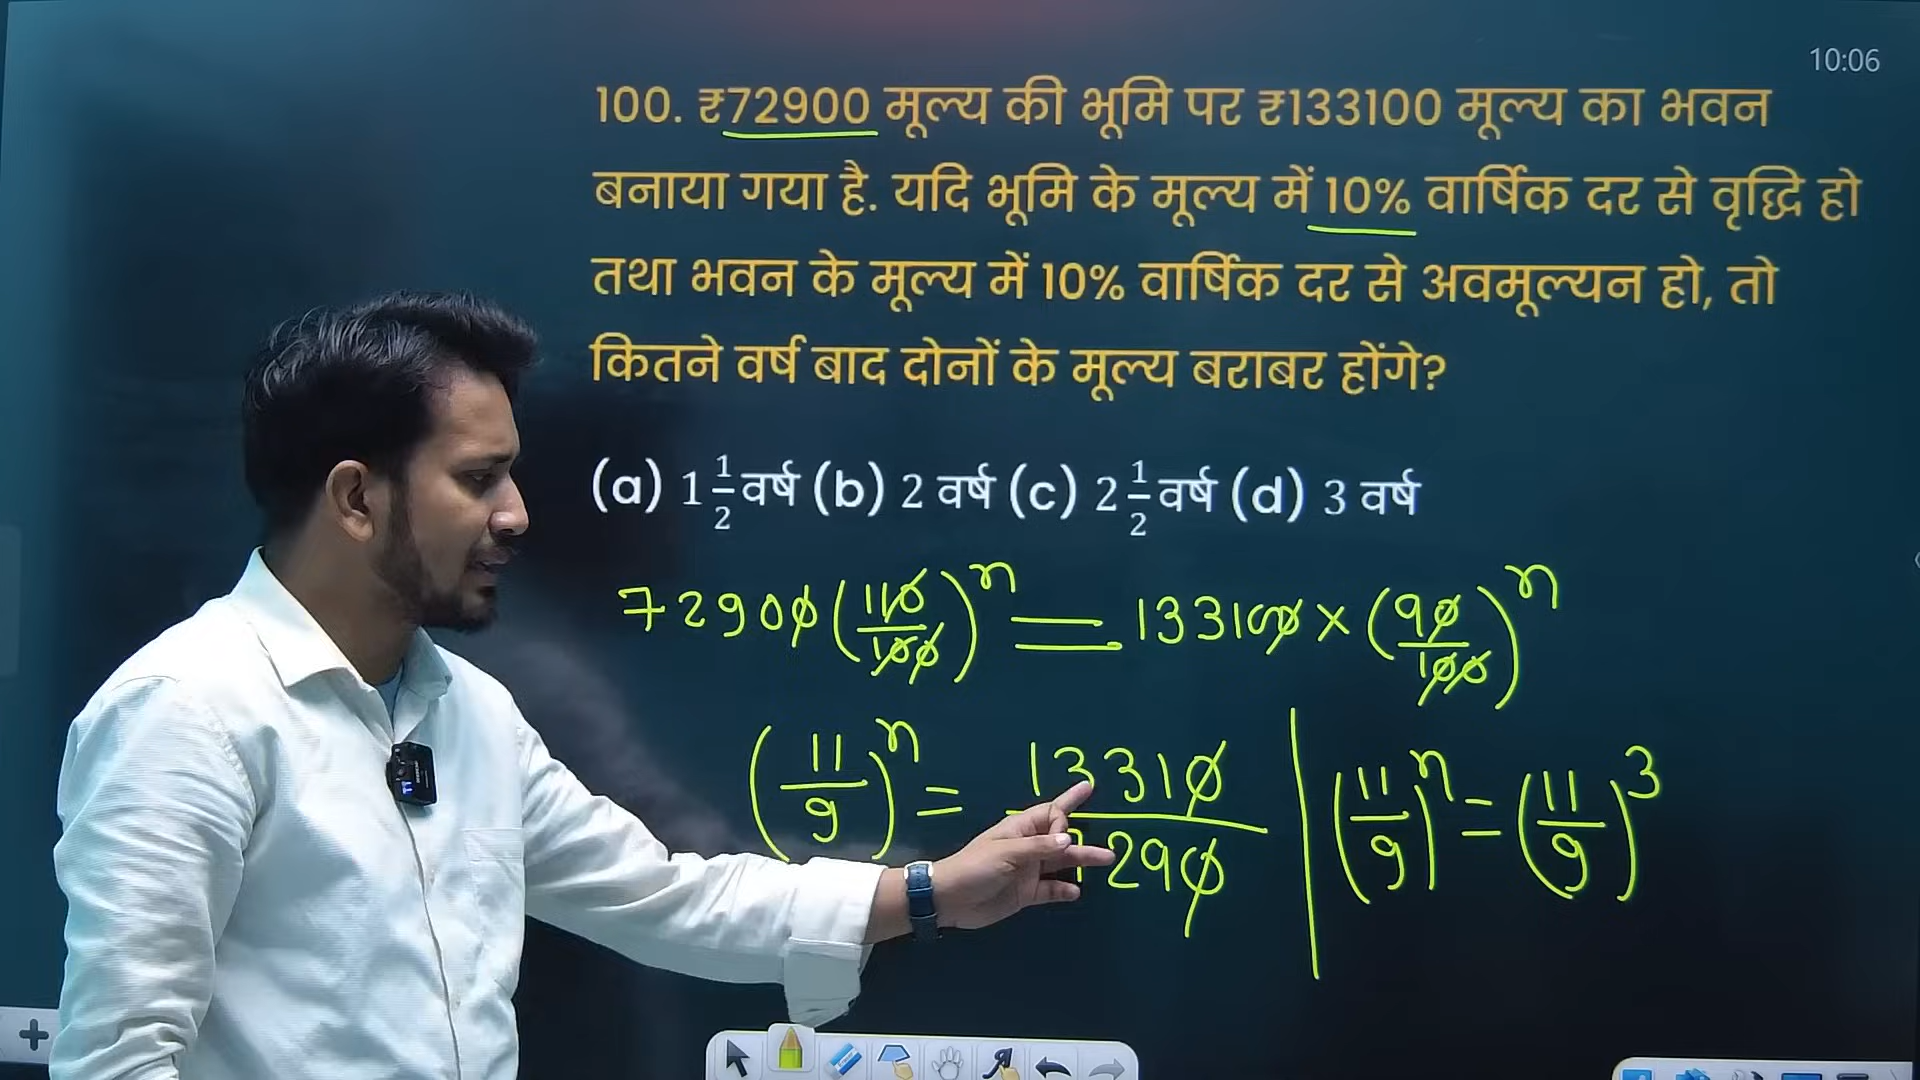 10:06
100. ₹72900 मूल्य की भूमि पर ₹133100 मूल्य का भवन
बनाया गया है. यदि भूमि के मूल्य में 10% वार्षिक दर से वृद्धि हो
तथा भवन के मूल्य में 10% वार्षिक दर से अवमूल्यन हो, तो
कितने वर्ष बाद दोनों के मूल्य बराबर होंगे?
(a) 1 1/2 वर्ष (b) 2 वर्ष (c) 2 1/2 वर्ष (d) 3 वर्ष
72900 (110/100)^n = 133100 × (90/100)^n
(11/9)^n = 13310/7290 | (11/9)^n = (11/9)^3